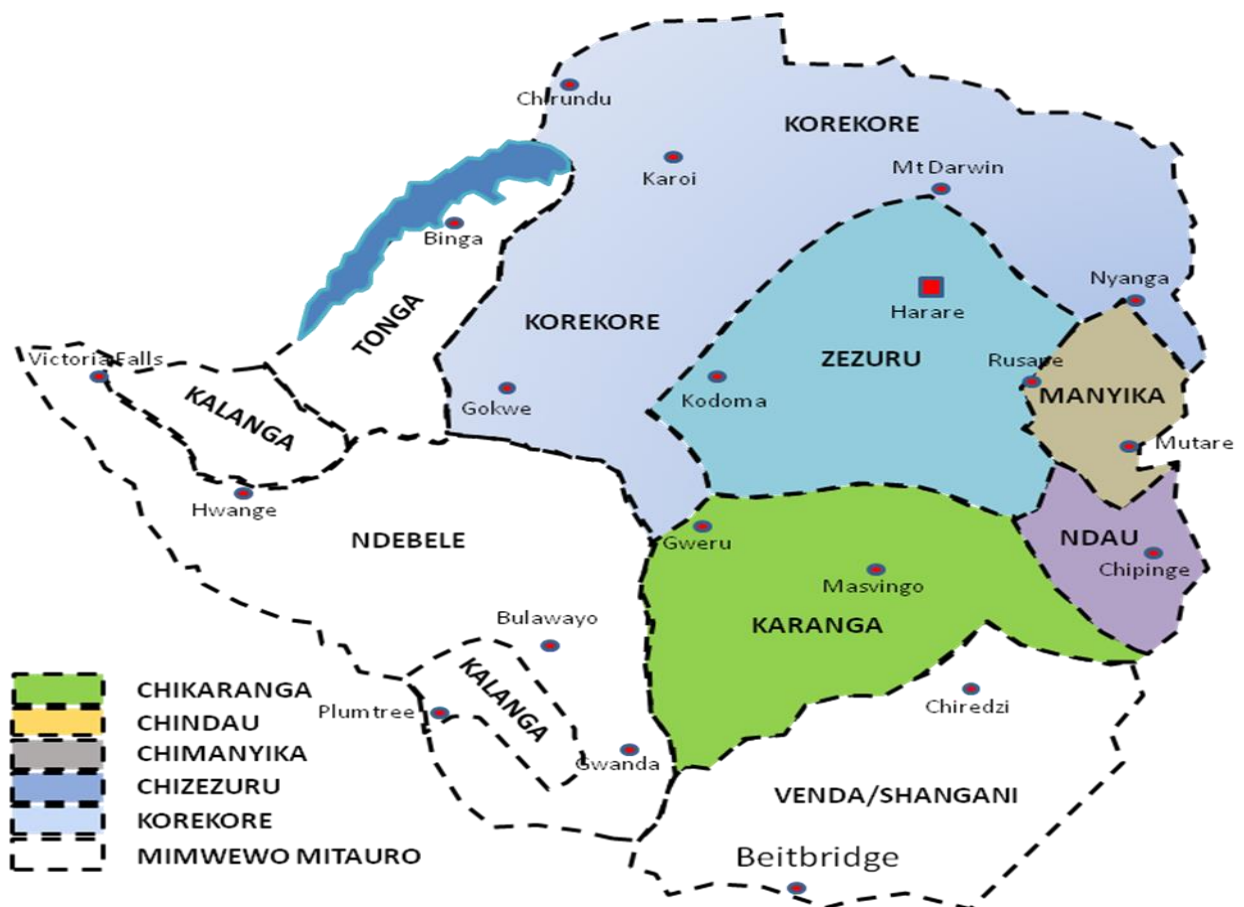 Chirundu
KOREKORE
Mt Darwin
Karoi
Binga
Nyanga
Harare
TONGA
KOREKORE
Victoria Falls
ZEZURU
Rusape
KALANGA
Gokwe
Kodoma
MANYIKA
Mutare
Hwange
NDEBELE
Gweru
NDAU
Chipinge
Masvingo
Bulawayo
KARANGA
KALANGA
Plumtree
Chiredzi
Gwanda
VENDA/SHANGANI
Beitbridge
CHIKARANGA
CHINDAU
CHIMANYIKA
CHIZEZURU
KOREKORE
MIMWEWO MITAURO